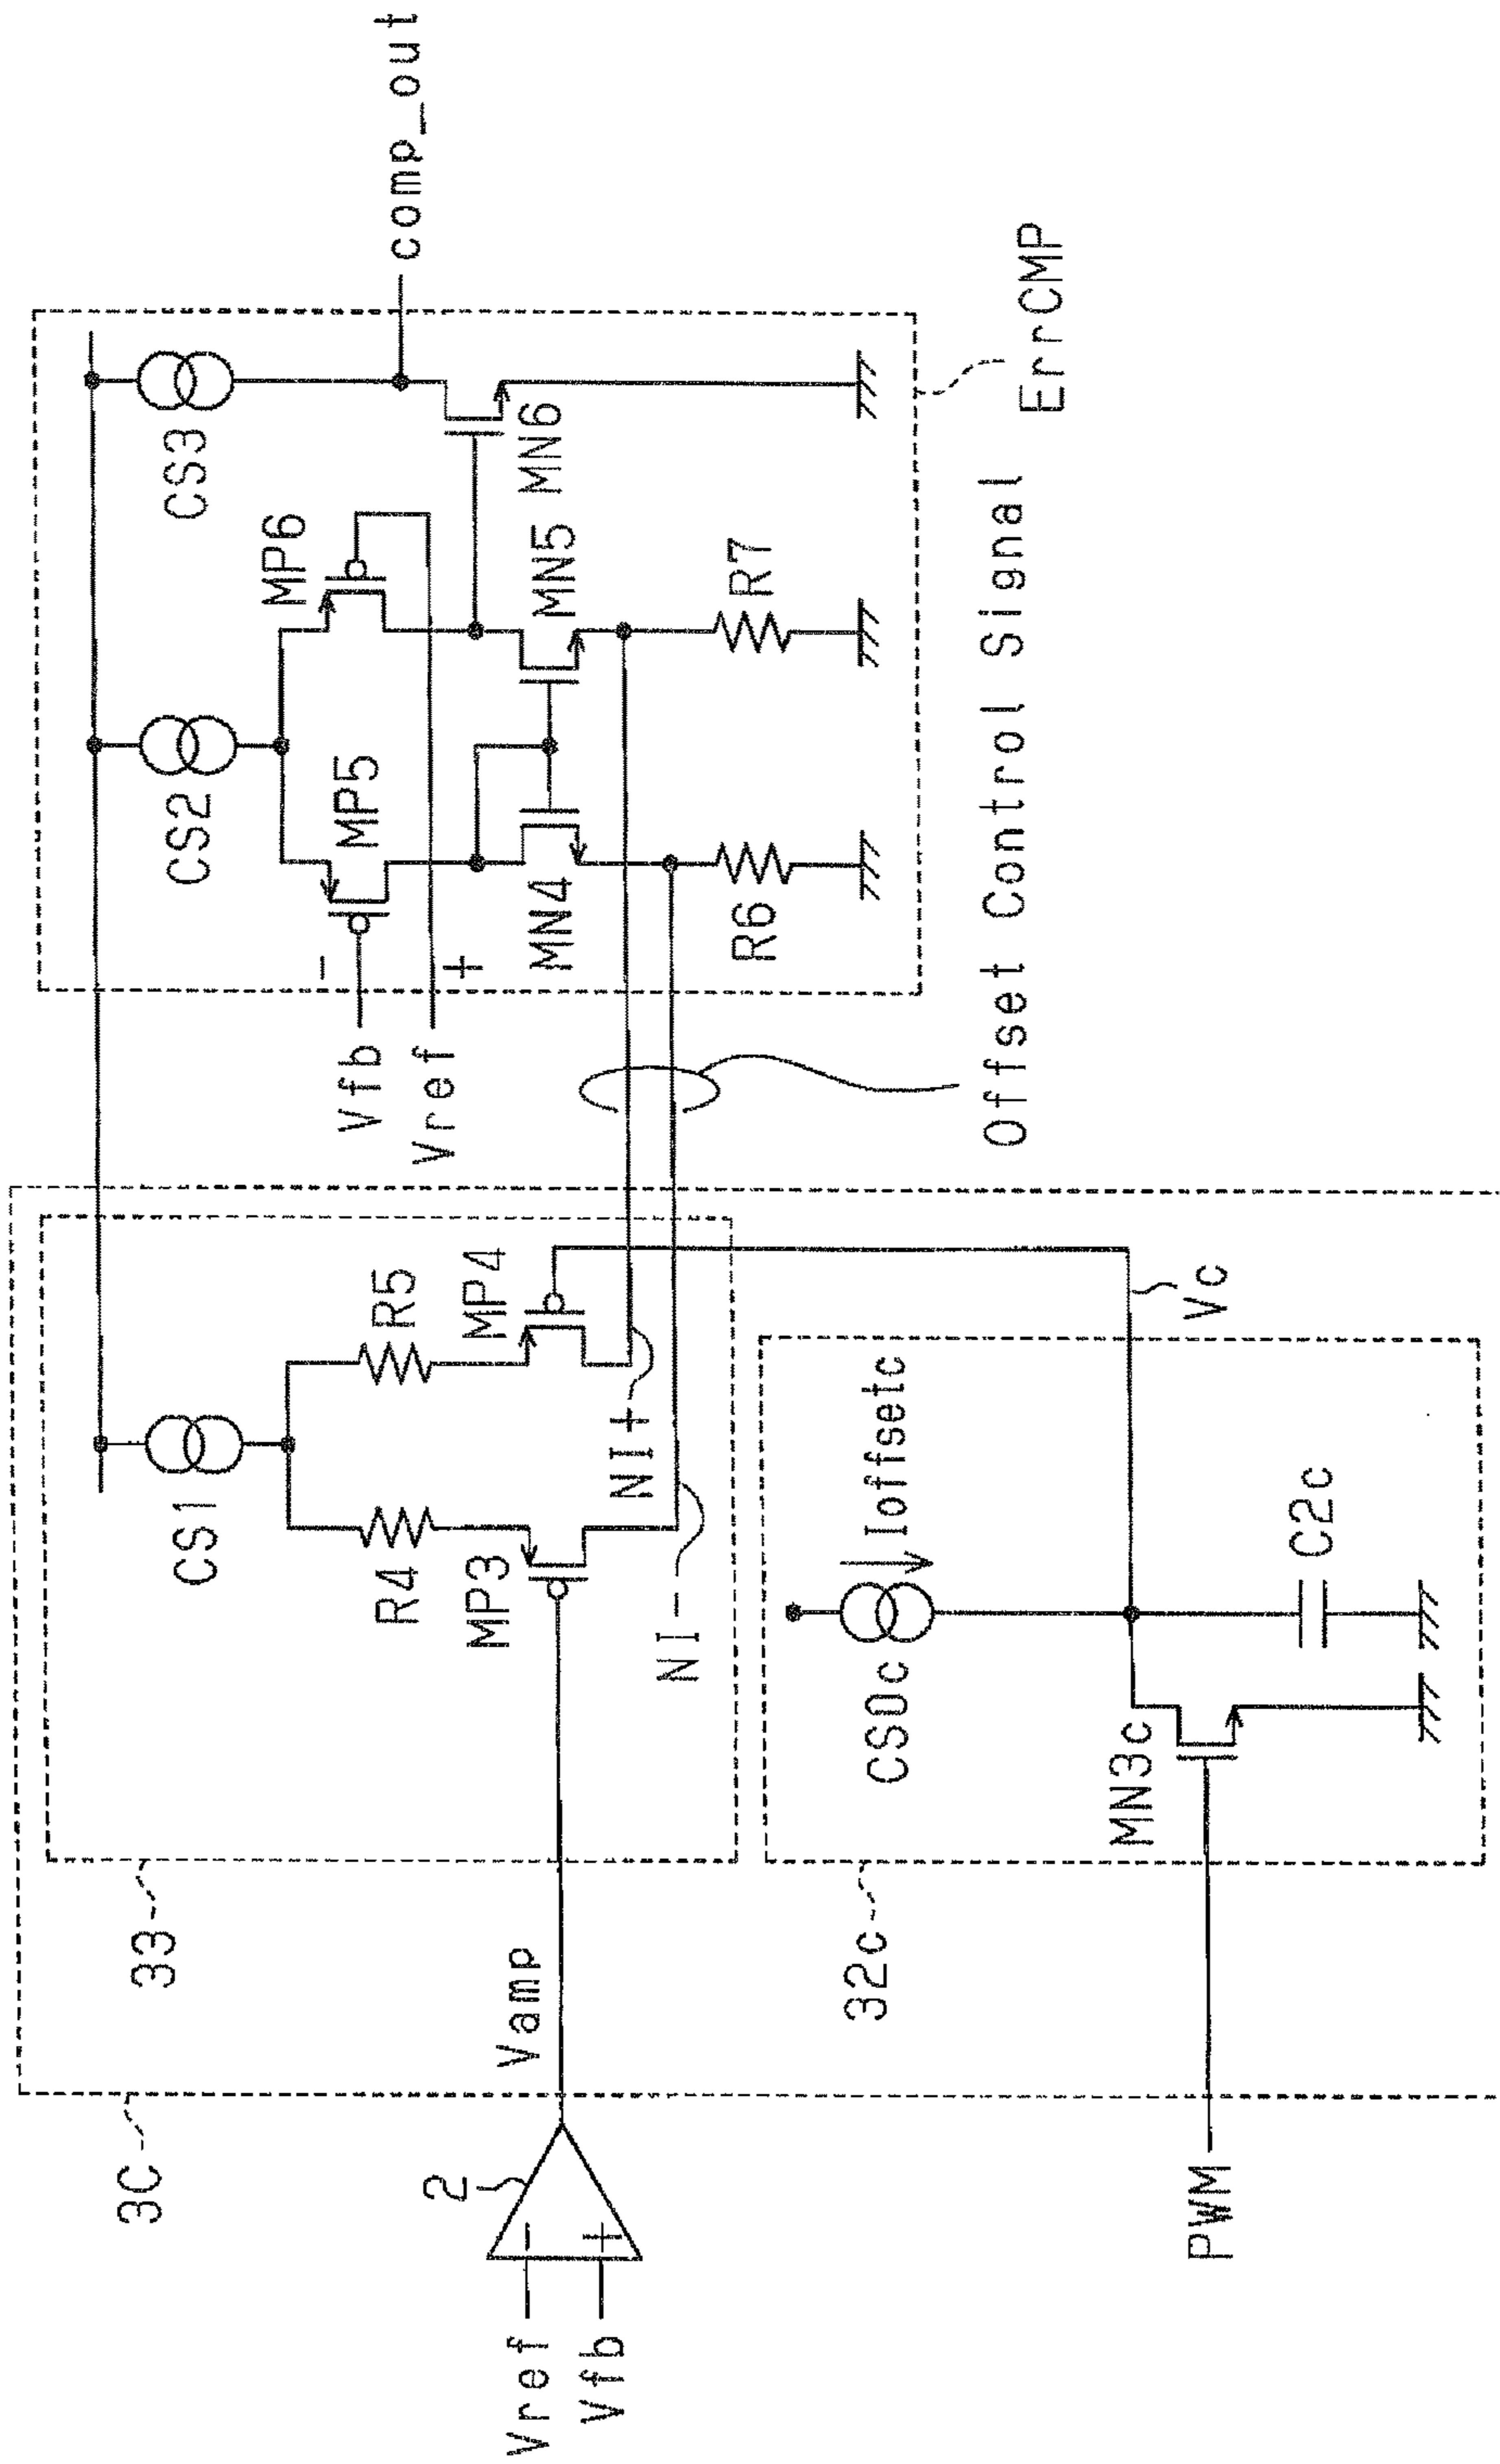 3C
33
CS1
R4
R5
MP3
MP4
NI+
NI-
Vamp
2
Vref
Vfb
-
+
32c
CS0c
Ioffsetc
MN3c
C2c
Vc
PWM
Vfb
Vref
-
+
CS2
CS3
MP5
MP6
MN4
MN5
MN6
R6
R7
comp_out
ErrCMP
Offset Control Signal